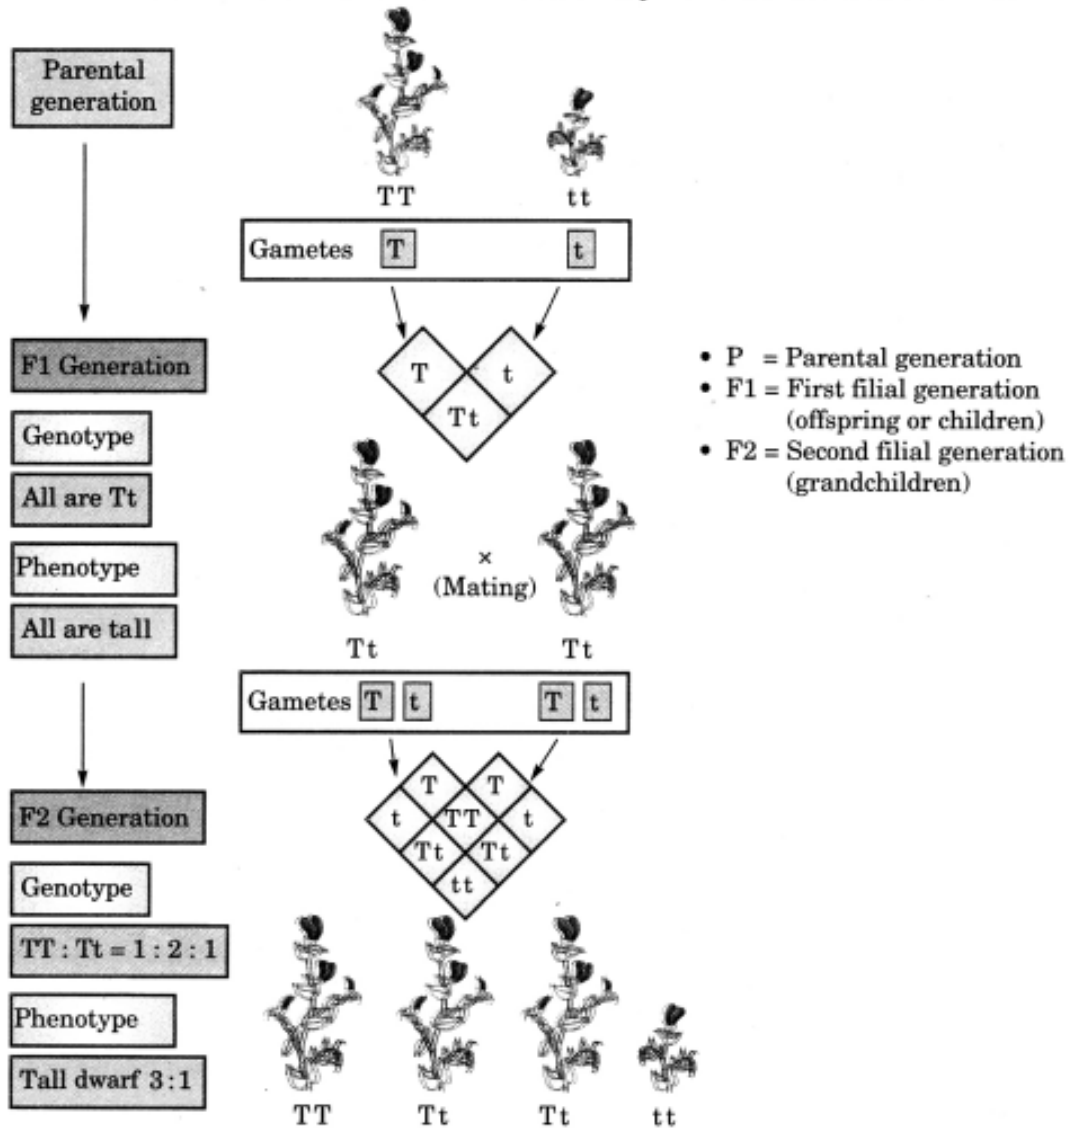 Parental
generation
TT
tt
Gametes T t
F1 Generation
T t
Tt
Genotype
All are Tt
Phenotype
All are tall
• P = Parental generation
• F1 = First filial generation
(offspring or children)
• F2 = Second filial generation
(grandchildren)
×
(Mating)
Tt
Tt
Gametes T t T t
F2 Generation
T T
t TT t
Tt Tt
tt
Genotype
TT : Tt = 1 : 2 : 1
Phenotype
Tall dwarf 3 : 1
TT Tt Tt tt